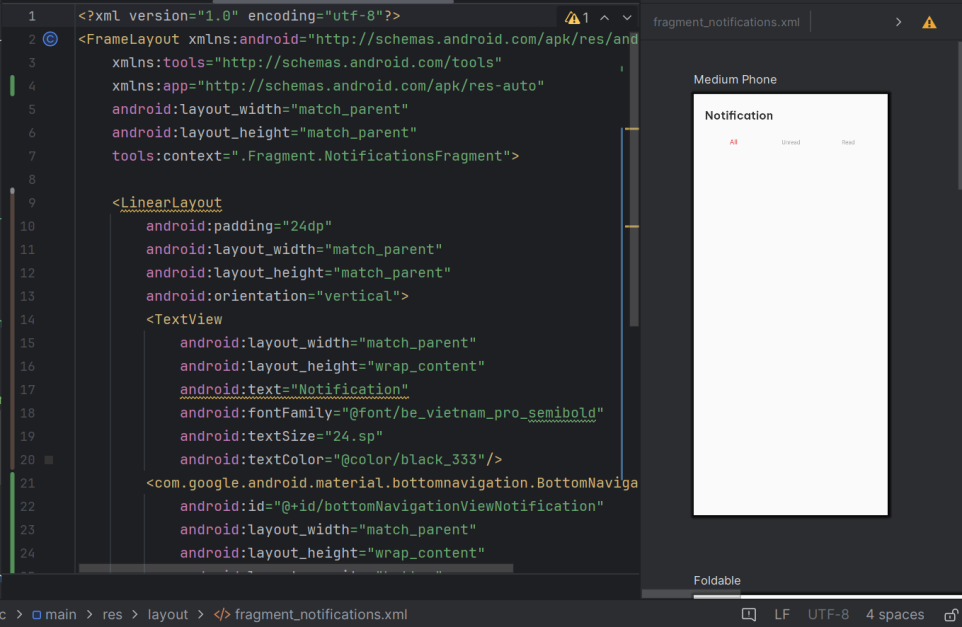 1 <?xml version="1.0" encoding="utf-8"?>
2 <FrameLayout xmlns:android="http://schemas.android.com/apk/res/and
3 xmlns:tools="http://schemas.android.com/tools"
4 xmlns:app="http://schemas.android.com/apk/res-auto"
5 android:layout_width="match_parent"
6 android:layout_height="match_parent"
7 tools:context=".Fragment.NotificationsFragment">
8
9 <LinearLayout
10 android:padding="24dp"
11 android:layout_width="match_parent"
12 android:layout_height="match_parent"
13 android:orientation="vertical">
14 <TextView
15 android:layout_width="match_parent"
16 android:layout_height="wrap_content"
17 android:text="Notification"
18 android:fontFamily="@font/be_vietnam_pro_semibold"
19 android:textSize="24.sp"
20 android:textColor="@color/black_333"/>
21 <com.google.android.material.bottomnavigation.BottomNaviga
22 android:id="@+id/bottomNavigationViewNotification"
23 android:layout_width="match_parent"
24 android:layout_height="wrap_content"
1
C
fragment_notifications.xml
Medium Phone
Notification
All Unread Read
Foldable
c > main > res > layout > </> fragment_notifications.xml
LF UTF-8 4 spaces